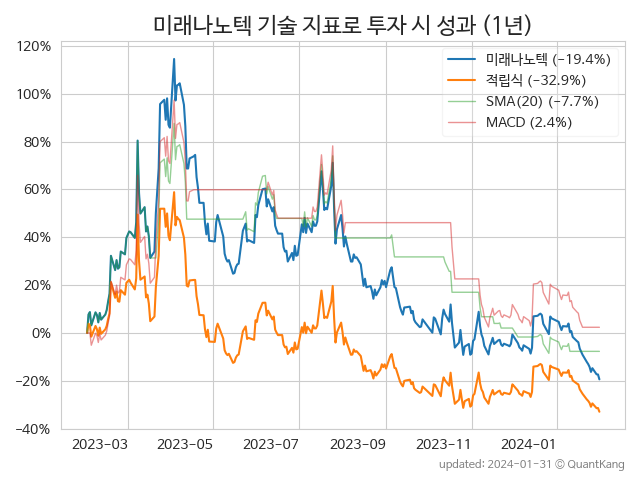 미래나노텍 기술 지표로 투자 시 성과 (1년)
120%
100%
80%
60%
40%
20%
0%
−20%
−40%
미래나노텍 (−19.4%)
적립식 (−32.9%)
SMA(20) (−7.7%)
MACD (2.4%)
2023-03 2023-05 2023-07 2023-09 2023-11 2024-01
updated: 2024-01-31 © QuantKang